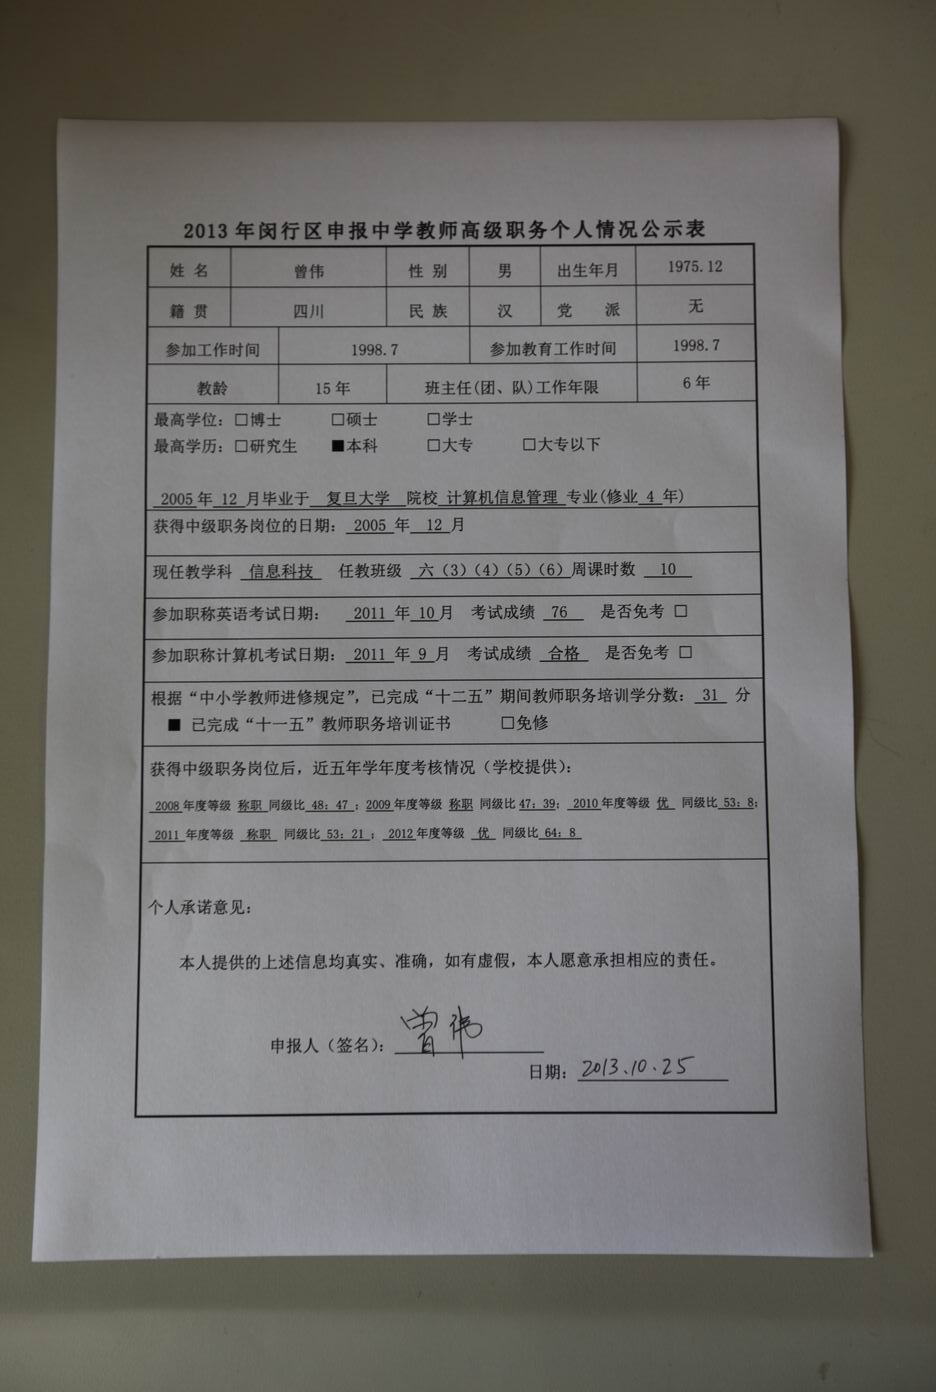 2013 年闵行区申报中学教师高级职务个人情况公示表
姓 名 曾伟 性 别 男 出生年月 1975.12
籍 贯 四川 民 族 汉 党 派 无
参加工作时间 1998.7 参加教育工作时间 1998.7
教龄 15 年 班主任(团、队)工作年限 6 年
最高学位: □博士 □硕士 □学士
最高学历: □研究生 ■本科 □大专 □大专以下
2005 年 12 月毕业于 复旦大学 院校 计算机信息管理 专业(修业 4 年)
获得中级职务岗位的日期: 2005 年 12 月
现任教学科 信息科技 任教班级 六（3）（4）（5）（6）周课时数 10
参加职称英语考试日期: 2011 年 10 月 考试成绩 76 是否免考 □
参加职称计算机考试日期: 2011 年 9 月 考试成绩 合格 是否免考 □
根据“中小学教师进修规定”, 已完成“十二五”期间教师职务培训学分数: 31 分
■ 已完成“十一五”教师职务培训证书 □免修
获得中级职务岗位后, 近五年学年度考核情况（学校提供）:
2008 年度等级 称职 同级比 48: 47 ; 2009 年度等级 称职 同级比 47: 39; 2010 年度等级 优 同级比 53: 8;
2011 年度等级 称职 同级比 53: 21 ; 2012 年度等级 优 同级比 64: 8
个人承诺意见:
本人提供的上述信息均真实、准确, 如有虚假, 本人愿意承担相应的责任。
申报人（签名）: 曾伟
日期: 2013.10.25